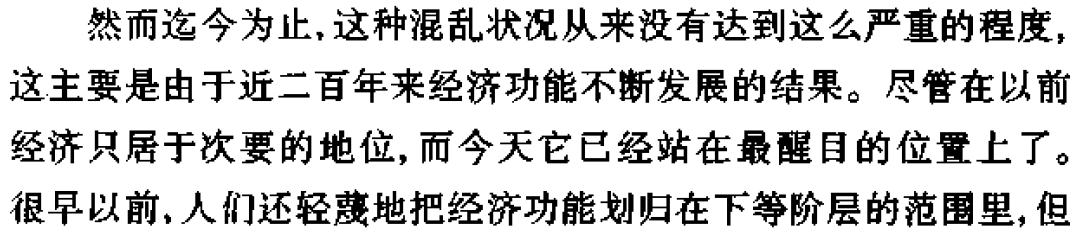 然而迄今为止,这种混乱状况从来没有达到这么严重的程度,
这主要是由于近二百年来经济功能不断发展的结果。尽管在以前
经济只居于次要的地位,而今天它已经站在最醒目的位置上了。
很早以前,人们还轻蔑地把经济功能划归在下等阶层的范围里,但